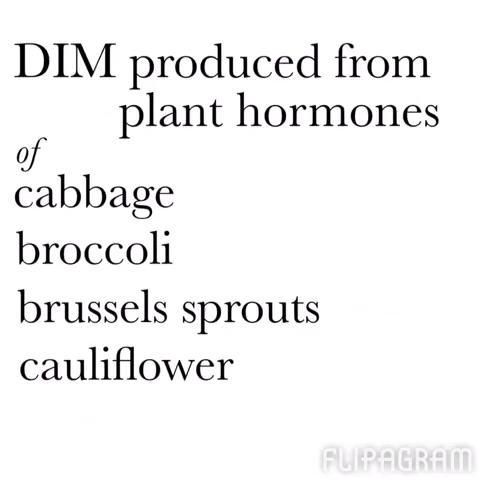 DIM produced from
plant hormones
of
cabbage
broccoli
brussels sprouts
cauliflower
FLIPAGRAM